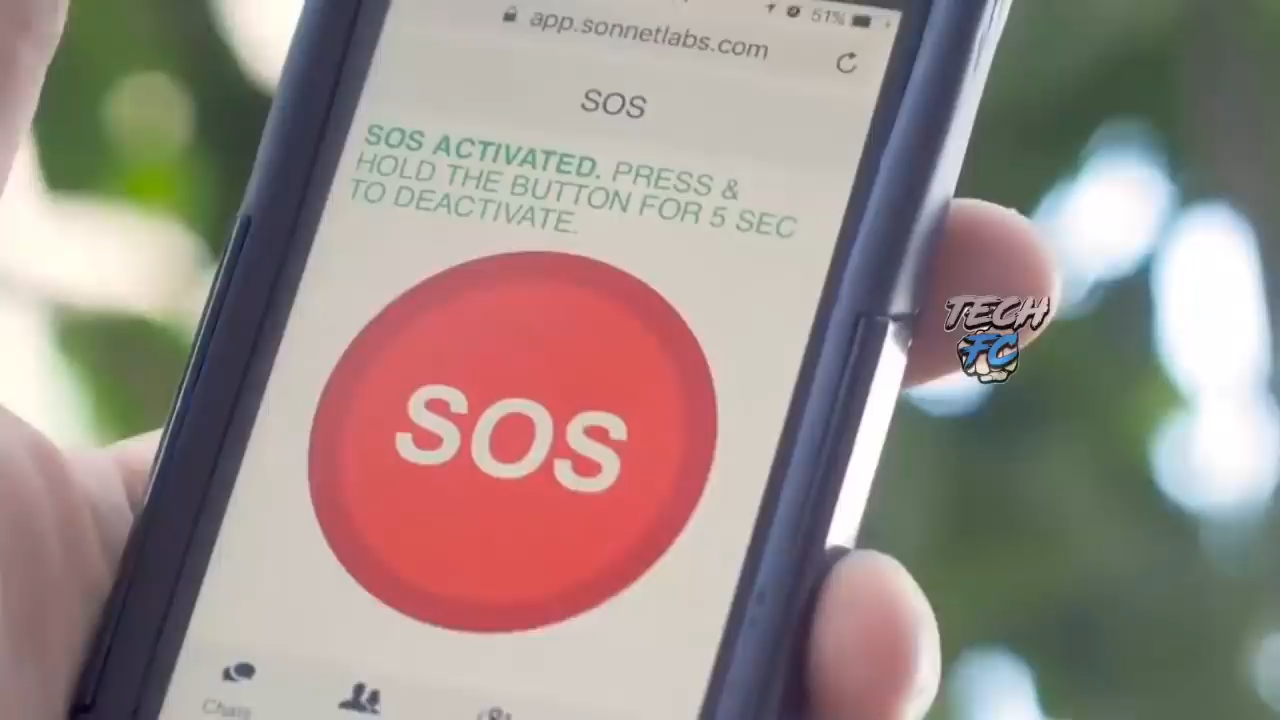 51%
app.sonnetlabs.com
SOS
SOS ACTIVATED. PRESS &
HOLD THE BUTTON FOR 5 SEC
TO DEACTIVATE.
SOS
TECH
FC
Chats